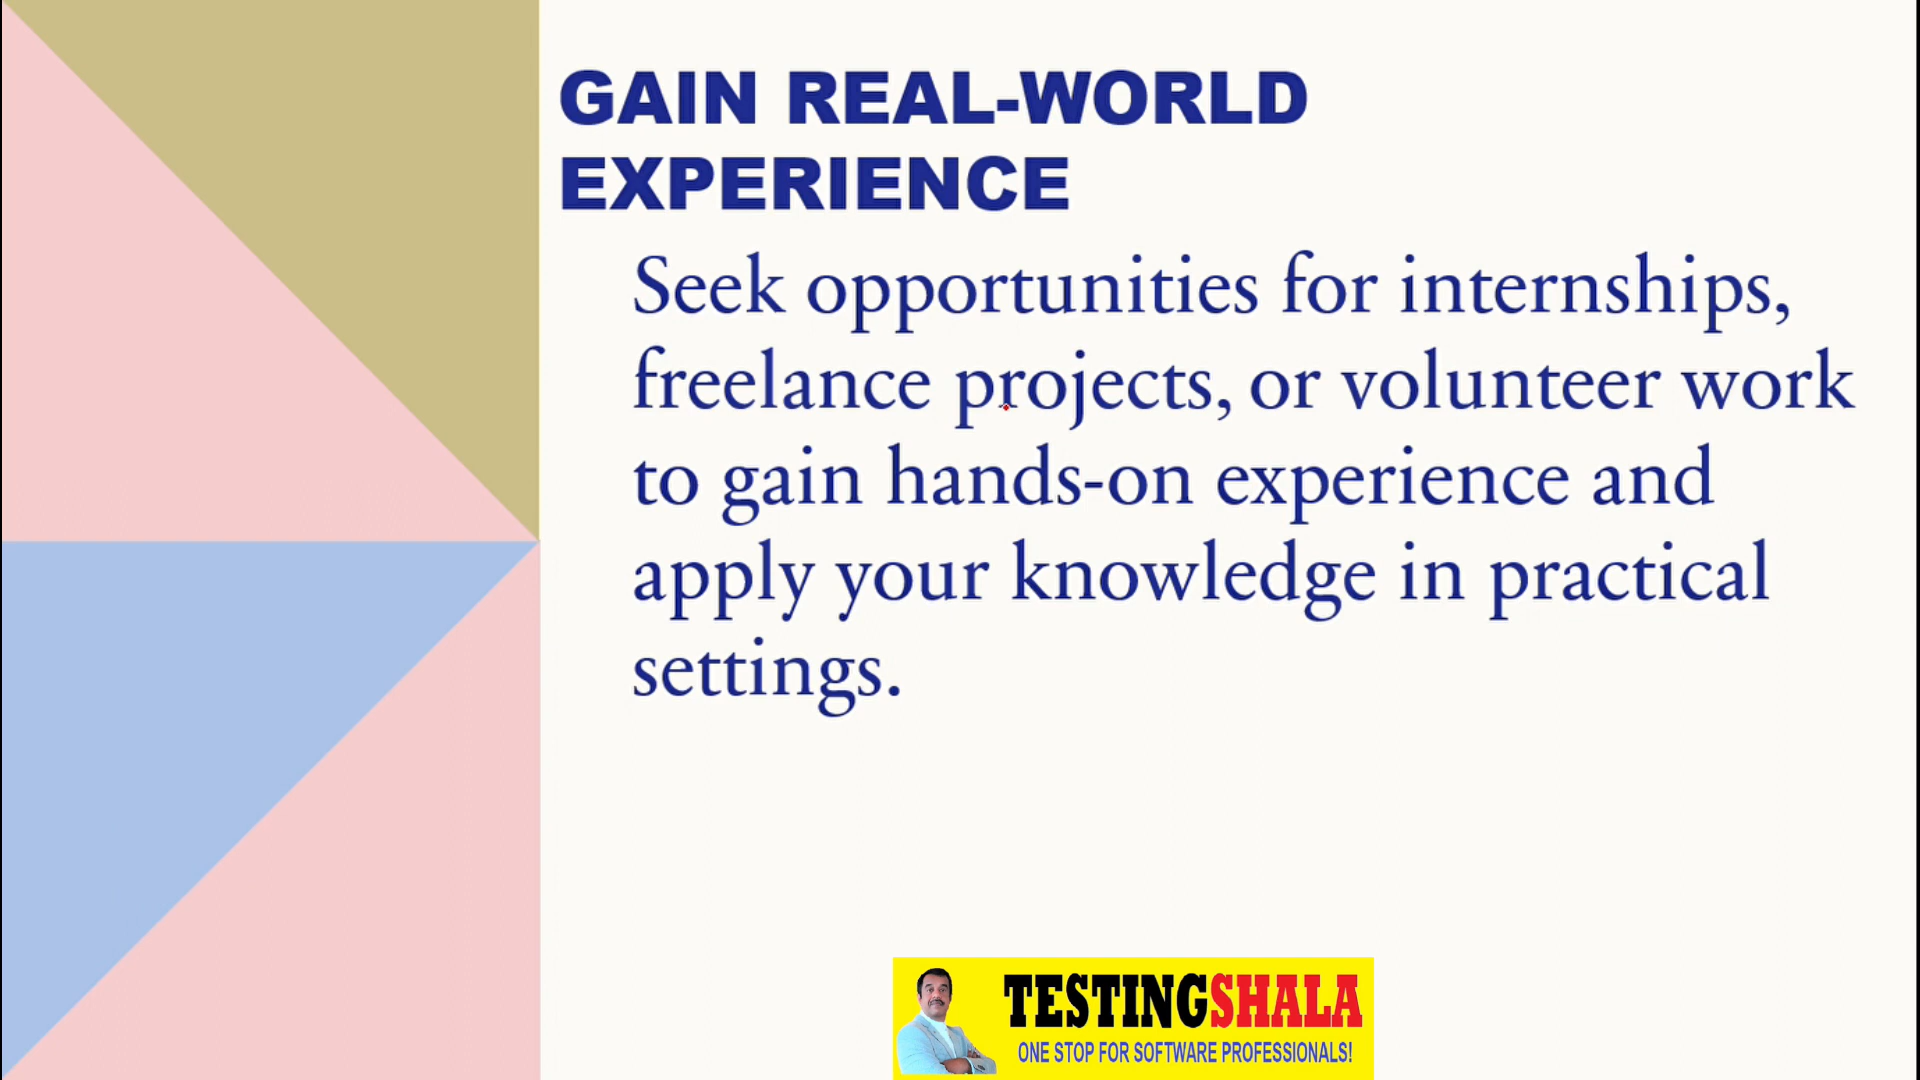 GAIN REAL-WORLD
EXPERIENCE
Seek opportunities for internships,
freelance projects, or volunteer work
to gain hands-on experience and
apply your knowledge in practical
settings.
TESTINGSHALA
ONE STOP FOR SOFTWARE PROFESSIONALS!